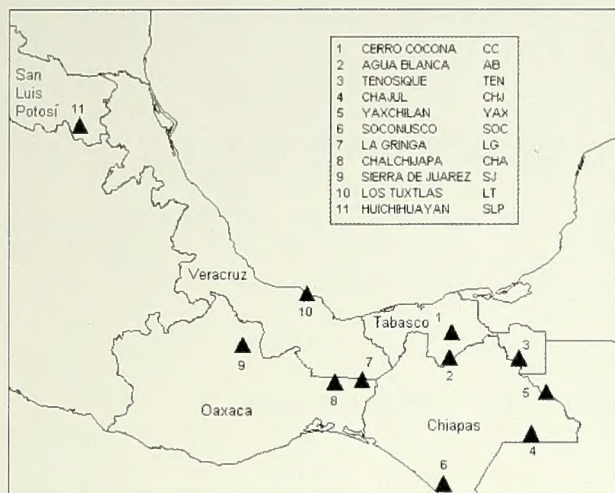 1 CERRO COCONA CC
2 AGUA BLANCA AB
3 TENOSIQUE TEN
4 CHAJUL CHJ
5 YAXCHILAN YAX
6 SOCONUSCO SOC
7 LA GRINGA LG
8 CHALCHIJAPA CHA
9 SIERRA DE JUAREZ SJ
10 LOS TUXTLAS LT
11 HUICHIHUAYAN SLP
San
Luis
Potosí
11
Veracruz
10
Tabasco
1
2
3
9
8
7
5
Oaxaca
Chiapas
4
6